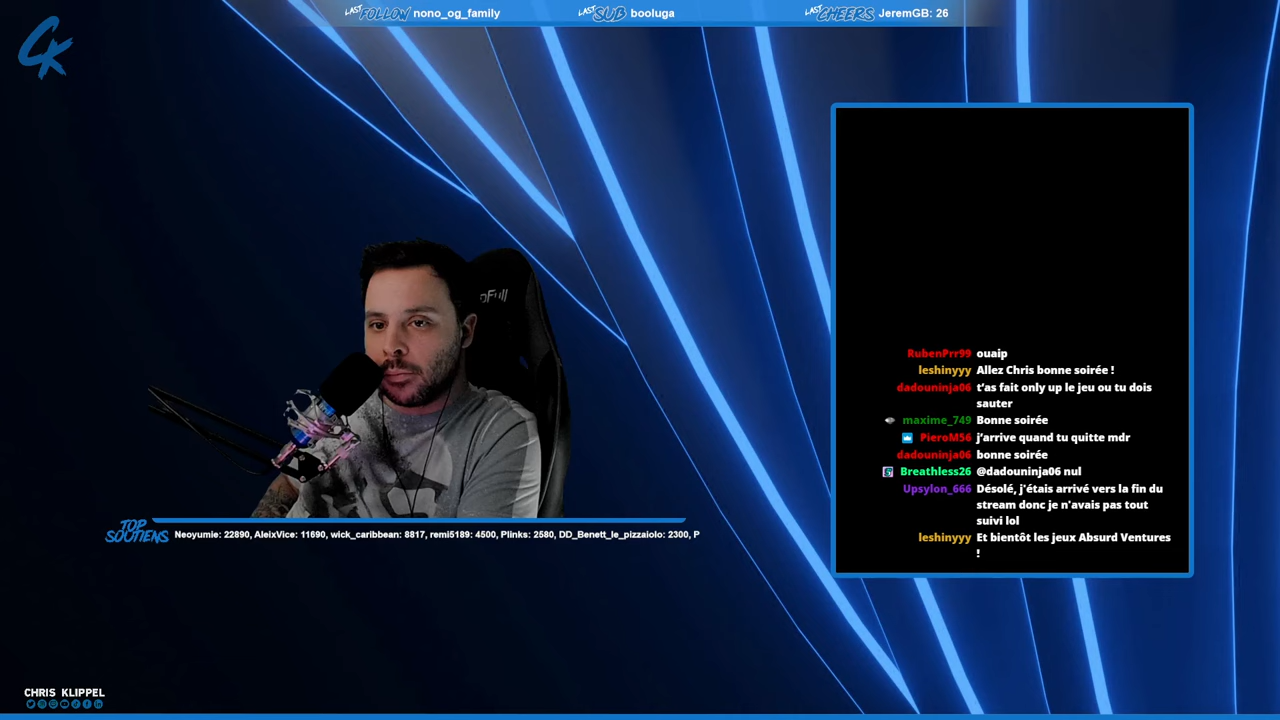 LAST FOLLOW nono_og_family LAST SUB booluga LAST CHEERS JeremGB: 26
CK
pFull
RubenPrr99 ouaip
leshinyyy Allez Chris bonne soirée !
dadouninja06 t'as fait only up le jeu ou tu dois
sauter
maxime_749 Bonne soirée
PieroM56 j'arrive quand tu quitte mdr
dadouninja06 bonne soirée
Breathless26 @dadouninja06 nul
Upsylon_666 Désolé, j'étais arrivé vers la fin du
stream donc je n'avais pas tout
suivi lol
leshinyyy Et bientôt les jeux Absurd Ventures
!
TOP SOUTIENS Neoyumie: 22890, AleixVice: 11690, wick_caribbean: 8817, remi5189: 4500, Plinks: 2580, DD_Benett_le_pizzaiolo: 2300, P
CHRIS KLIPPEL